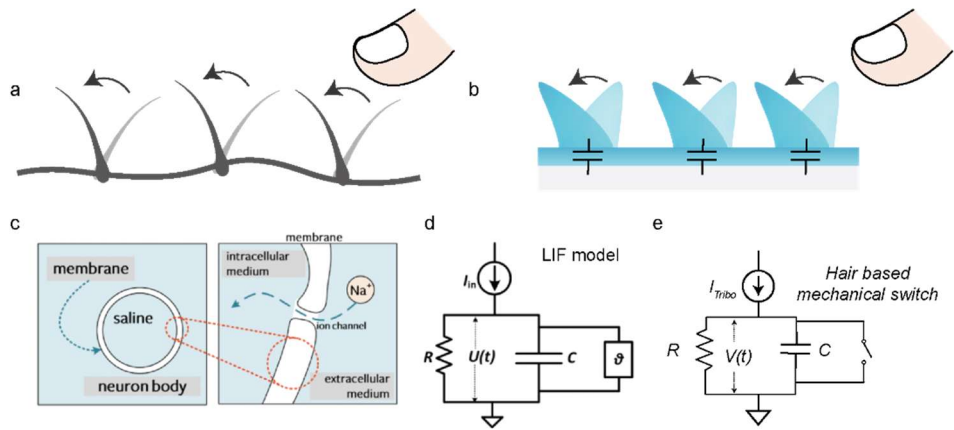 a
b
c
membrane
saline
neuron body
membrane
intracellular
medium
Na+
ion channel
extracellular
medium
d
LIF model
Iin
R
U(t)
C
ϑ
e
Hair based
mechanical switch
ITribo
R
V(t)
C